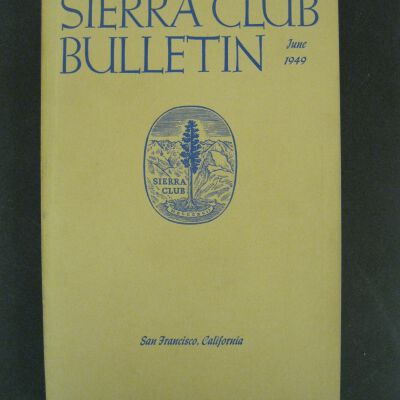 SIERRA CLUB
BULLETIN
June
1949
SIERRA
CLUB
San Francisco, California